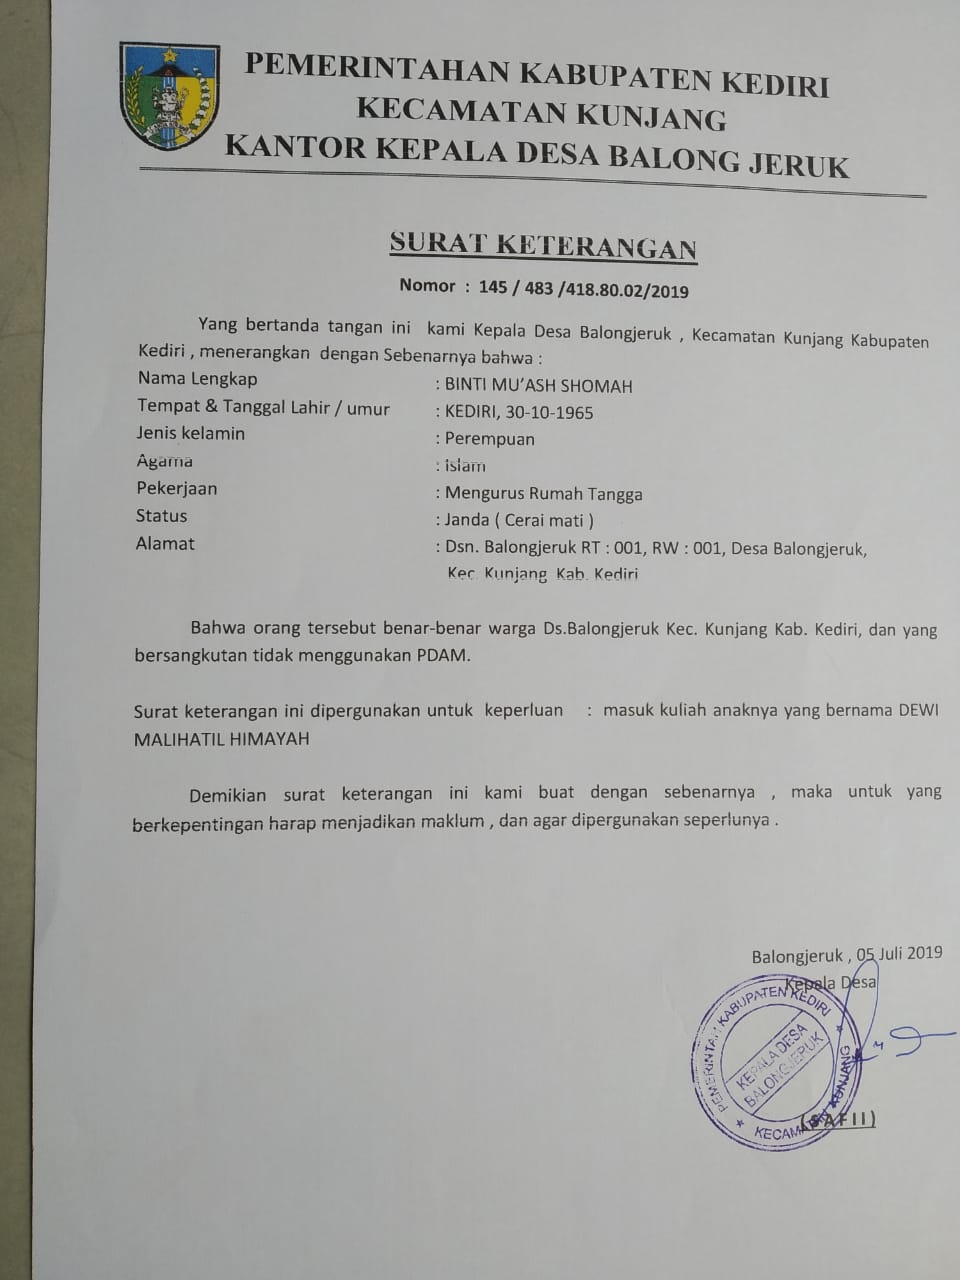 PEMERINTAHAN KABUPATEN KEDIRI
KECAMATAN KUNJANG
KANTOR KEPALA DESA BALONG JERUK
SURAT KETERANGAN
Nomor : 145 / 483 /418.80.02/2019
Yang bertanda tangan ini kami Kepala Desa Balongjeruk , Kecamatan Kunjang Kabupaten
Kediri , menerangkan dengan Sebenarnya bahwa :
Nama Lengkap : BINTI MU'ASH SHOMAH
Tempat & Tanggal Lahir / umur : KEDIRI, 30-10-1965
Jenis kelamin : Perempuan
Agama : islam
Pekerjaan : Mengurus Rumah Tangga
Status : Janda ( Cerai mati )
Alamat : Dsn. Balongjeruk RT : 001, RW : 001, Desa Balongjeruk,
Kec. Kunjang Kab. Kediri
Bahwa orang tersebut benar-benar warga Ds.Balongjeruk Kec. Kunjang Kab. Kediri, dan yang
bersangkutan tidak menggunakan PDAM.
Surat keterangan ini dipergunakan untuk keperluan : masuk kuliah anaknya yang bernama DEWI
MALIHATIL HIMAYAH
Demikian surat keterangan ini kami buat dengan sebenarnya , maka untuk yang
berkepentingan harap menjadikan maklum , dan agar dipergunakan seperlunya .
Balongjeruk , 05 Juli 2019
Kepala Desa
PEMERINTAH KABUPATEN KEDIRI
KEPALA DESA
BALONGJERUK
KECAMATAN KUNJANG
(SAFII)